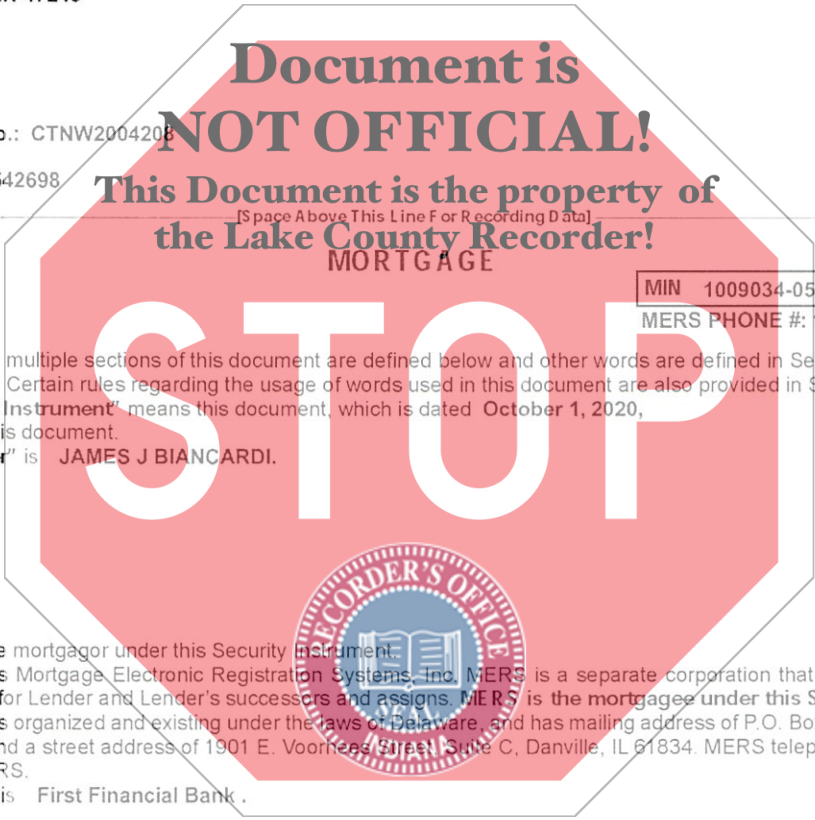 Document is
NOT OFFICIAL!
.: CTNW2004208
42698
This Document is the property of
[Space Above This Line For Recording Data]
the Lake County Recorder!
MORTGAGE
MIN 1009034-05
MERS PHONE #:
STOP
multiple sections of this document are defined below and other words are defined in Se
Certain rules regarding the usage of words used in this document are also provided in S
Instrument" means this document, which is dated October 1, 2020,
is document.
r" is JAMES J BIANCARDI.
RECORDER'S OFFICE
SEAL
INDIANA
e mortgagor under this Security Instrument.
s Mortgage Electronic Registration Systems, Inc. MERS is a separate corporation that
for Lender and Lender's successors and assigns. MERS is the mortgagee under this S
s organized and existing under the laws of Delaware, and has mailing address of P.O. Bo
nd a street address of 1901 E. Voorhees Street, Suite C, Danville, IL 61834. MERS telep
RS.
is First Financial Bank.